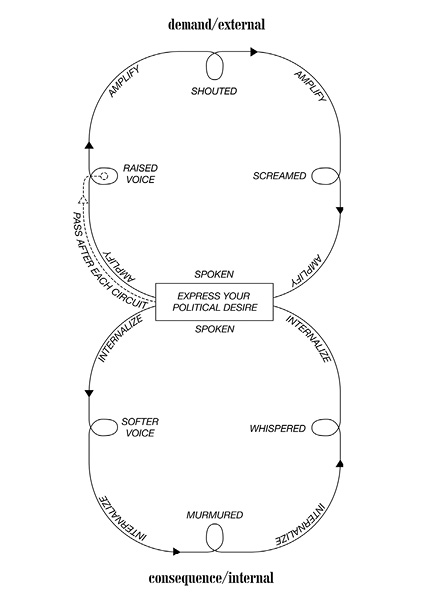 demand/external
AMPLIFY
AMPLIFY
SHOUTED
RAISED
VOICE
SCREAMED
PASS AFTER EACH CIRCUIT
AMPLIFY
AMPLIFY
SPOKEN
EXPRESS YOUR
POLITICAL DESIRE
SPOKEN
INTERNALIZE
INTERNALIZE
SOFTER
VOICE
WHISPERED
MURMURED
INTERNALIZE
INTERNALIZE
consequence/internal